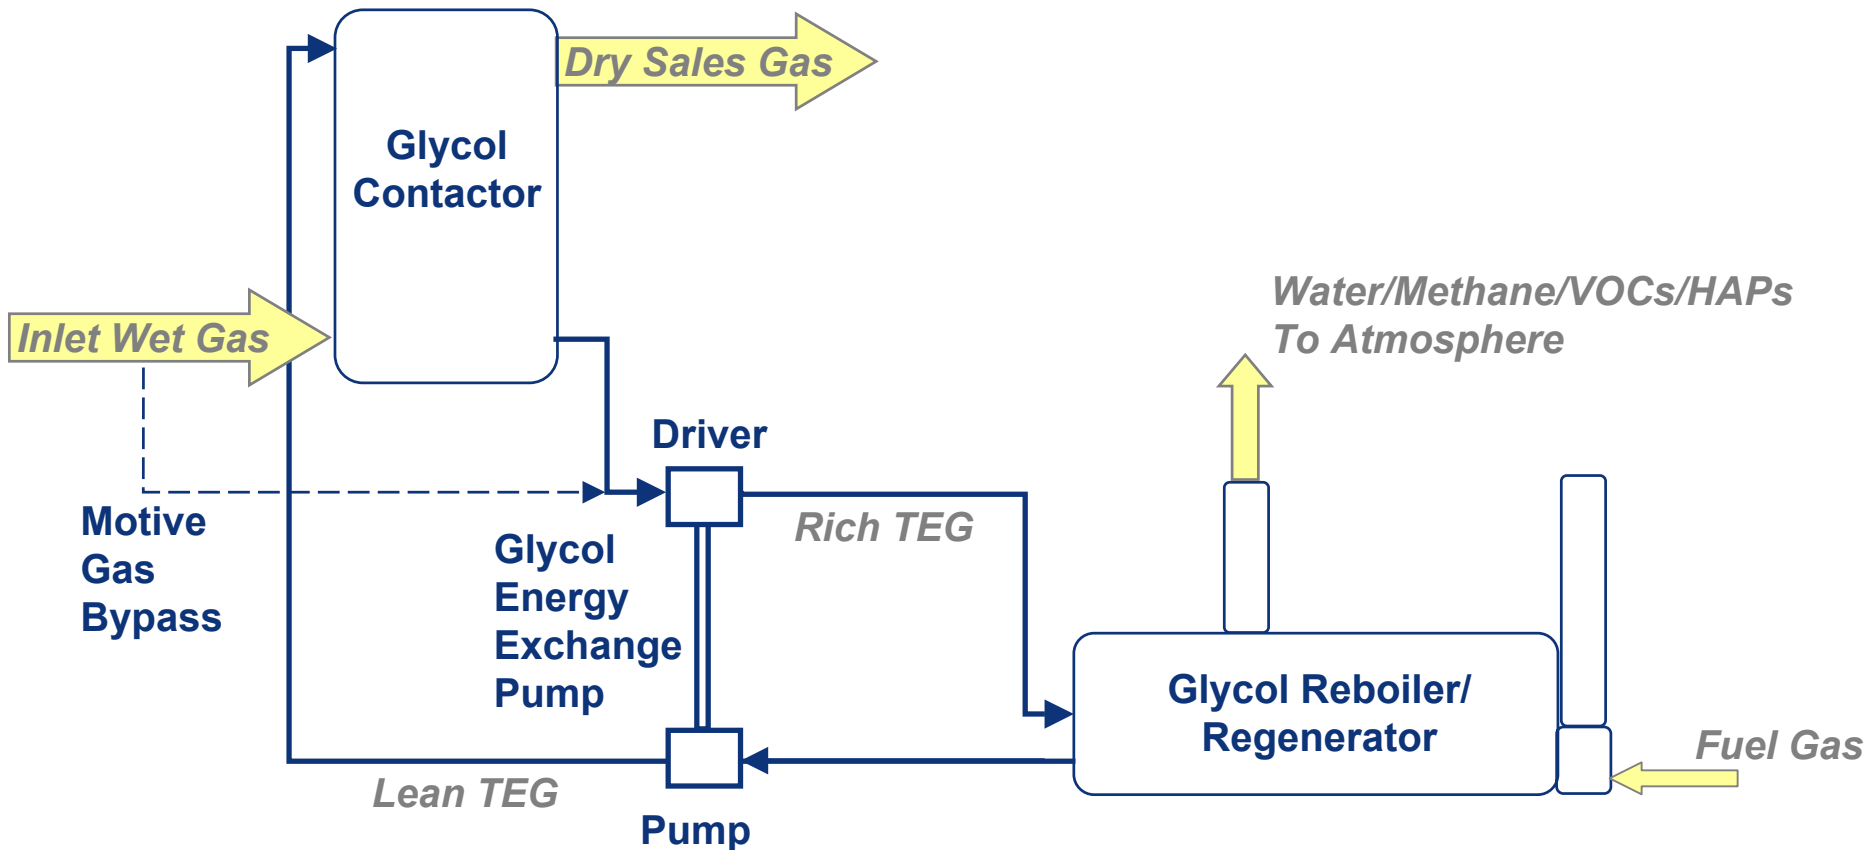 Dry Sales Gas
Glycol
Contactor
Inlet Wet Gas
Water/Methane/VOCs/HAPs
To Atmosphere
Driver
Motive
Gas
Bypass
Rich TEG
Glycol
Energy
Exchange
Pump
Glycol Reboiler/
Regenerator
Fuel Gas
Lean TEG
Pump